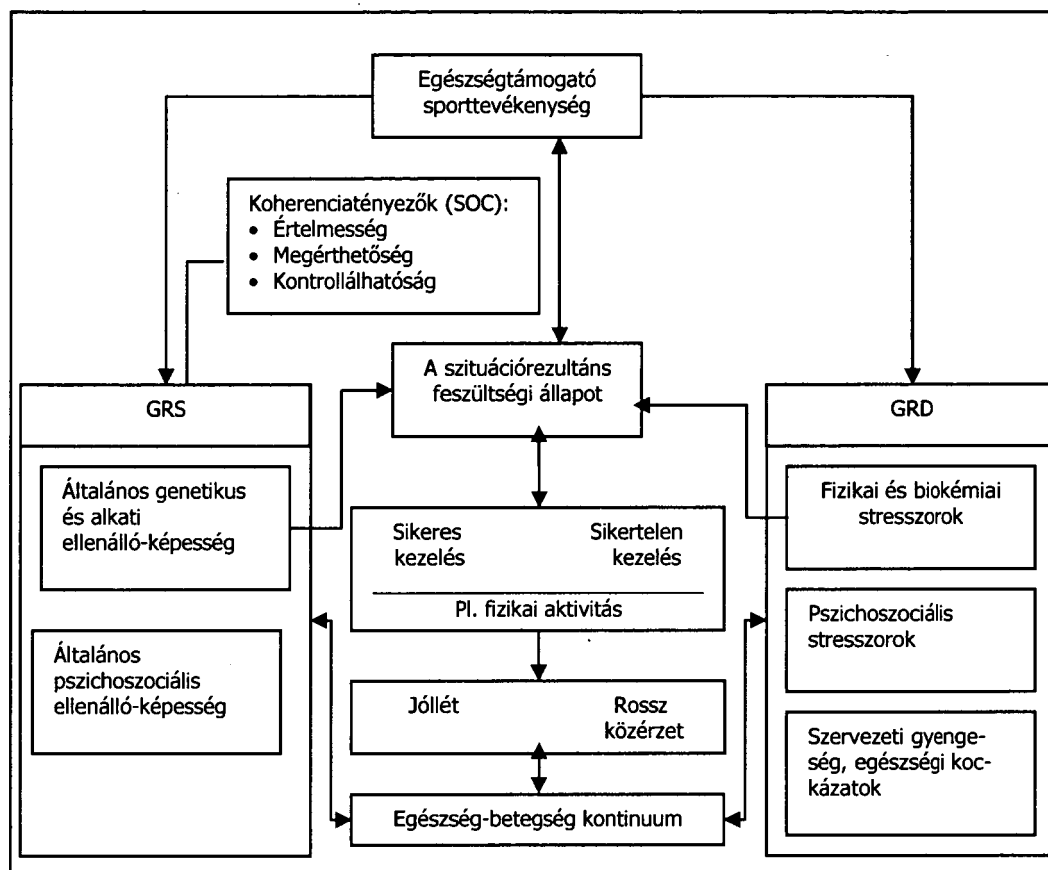 Egészségtámogató
sporttevékenység
Koherenciatényezők (SOC):
• Értelmesség
• Megérthetőség
• Kontrollálhatóság
A szituációrezultáns
feszültségi állapot
GRS
Általános genetikus
és alkati
ellenálló-képesség
Általános
pszichoszociális
ellenálló-képesség
Sikeres
kezelés
Sikertelen
kezelés
Pl. fizikai aktivitás
Jóllét
Rossz
közérzet
Egészség-betegség kontinuum
GRD
Fizikai és biokémiai
stresszorok
Pszichoszociális
stresszorok
Szervezeti gyenge-
ség, egészségi koc-
kázatok